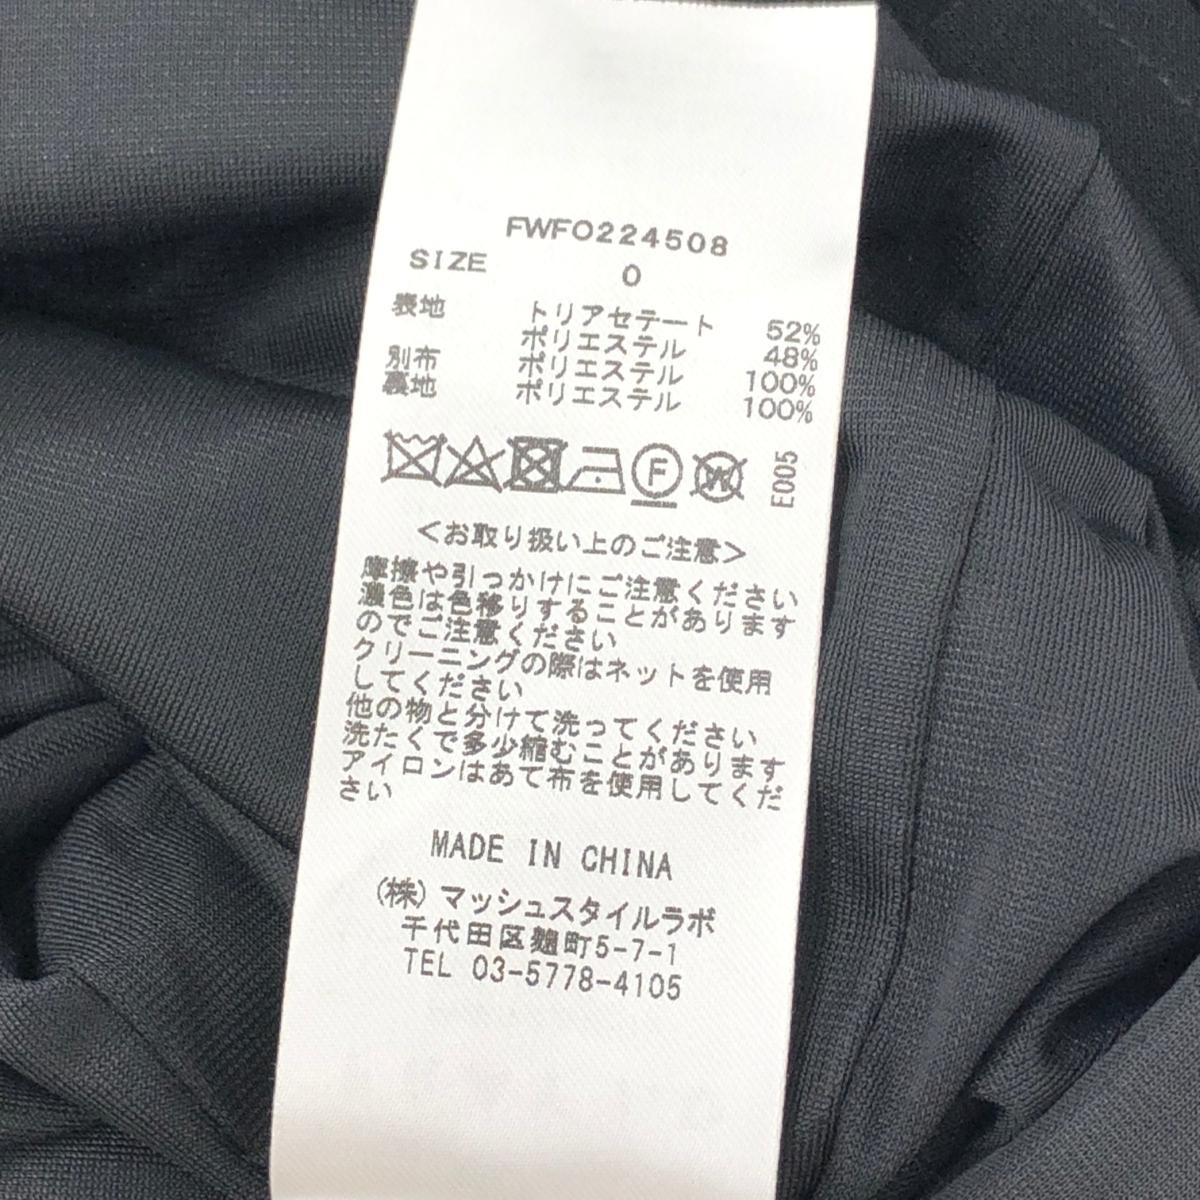 FWFO224508
SIZE 0
表地 トリアセテート 52%
ポリエステル 48%
別布 ポリエステル 100%
裏地 ポリエステル 100%
F W E005
<お取り扱い上のご注意>
摩擦や引っかけにご注意ください
濃色は色移りすることがあります
のでご注意ください
クリーニングの際はネットを使用
してください
他の物と分けて洗ってください
洗たくで多少縮むことがあります
アイロンはあて布を使用してくだ
さい
MADE IN CHINA
(株)マッシュスタイルラボ
千代田区麹町5-7-1
TEL 03-5778-4105